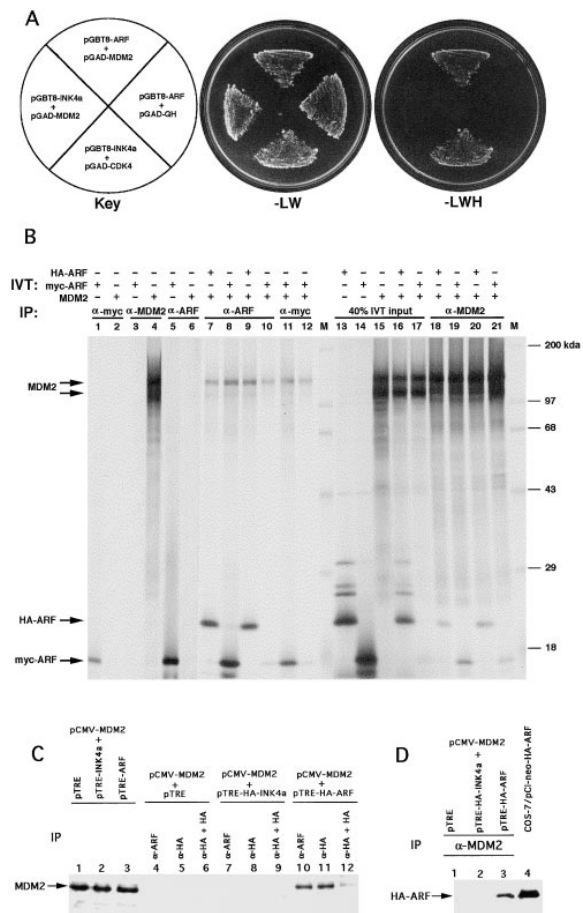 A
pGBT8-ARF
+
pGAD-MDM2
pGBT8-INK4a
+
pGAD-MDM2
pGBT8-ARF
+
pGAD-GH
pGBT8-INK4a
+
pGAD-CDK4
Key
-LW
-LWH
B
HA-ARF
IVT: myc-ARF
MDM2
IP: α-myc α-MDM2 α-ARF α-ARF α-myc 40% IVT input α-MDM2
1 2 3 4 5 6 7 8 9 10 11 12 M 13 14 15 16 17 18 19 20 21 M
MDM2
200 kda
97
68
43
29
18
HA-ARF
myc-ARF
C
pCMV-MDM2
+
pTRE
pTRE-INK4a
pTRE-ARF
pCMV-MDM2
+
pTRE
pCMV-MDM2
+
pTRE-HA-INK4a
pCMV-MDM2
+
pTRE-HA-ARF
IP
α-ARF
α-HA
α-HA + HA
α-ARF
α-HA
α-HA + HA
α-ARF
α-HA
α-HA + HA
1 2 3 4 5 6 7 8 9 10 11 12
MDM2
D
pCMV-MDM2
+
pTRE
pTRE-HA-INK4a
pTRE-HA-ARF
COS-7/pCI-neo-HA-ARF
IP
α-MDM2
1 2 3 4
HA-ARF